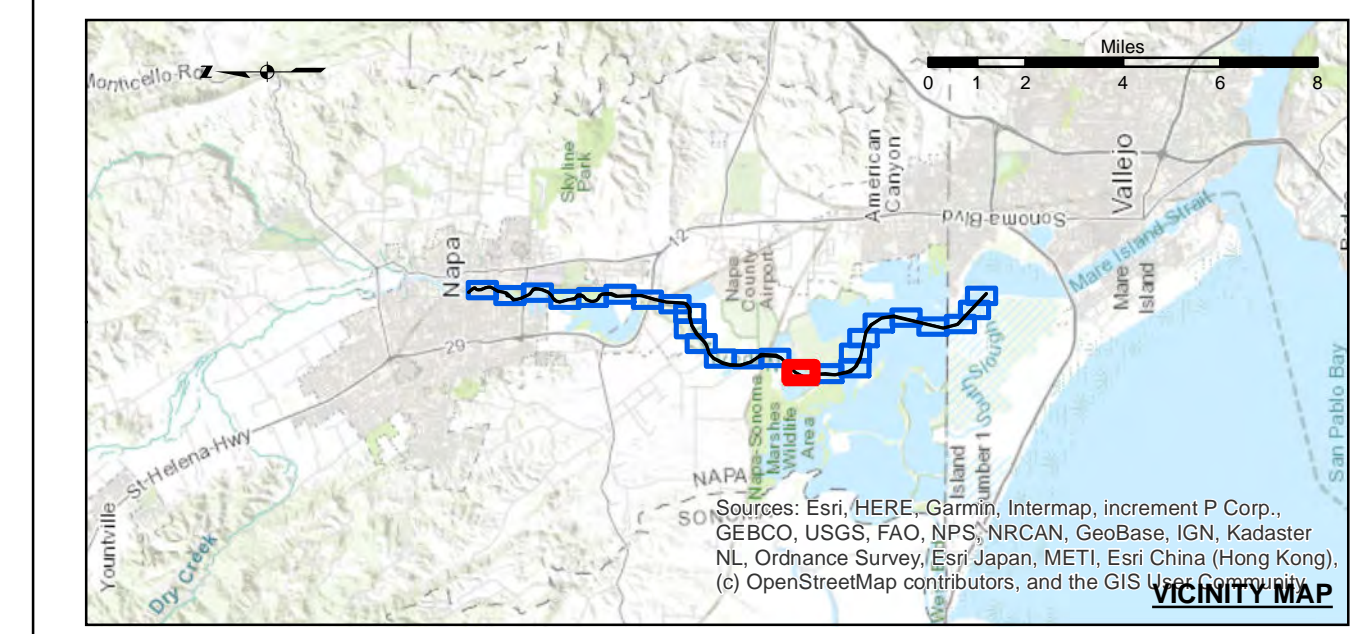 Miles
0 1 2 4 6 8
Monticello-Rd
Z
Skyline
Park
American
Canyon
Vallejo
Sonoma-Blvd
Napa
12
Napa
County
Airport
Mare Island Strait
Mare
Island
29
South Slough
Napa-Sonoma
Marshes
Wildlife
Area
San Pablo Bay
St-Helena-Hwy
NAPA
Island
Number 1
Yountville
Dry Creek
Sources: Esri, HERE, Garmin, Intermap, increment P Corp.,
GEBCO, USGS, FAO, NPS, NRCAN, GeoBase, IGN, Kadaster
NL, Ordnance Survey, Esri Japan, METI, Esri China (Hong Kong),
(c) OpenStreetMap contributors, and the GIS User Community
VICINITY MAP